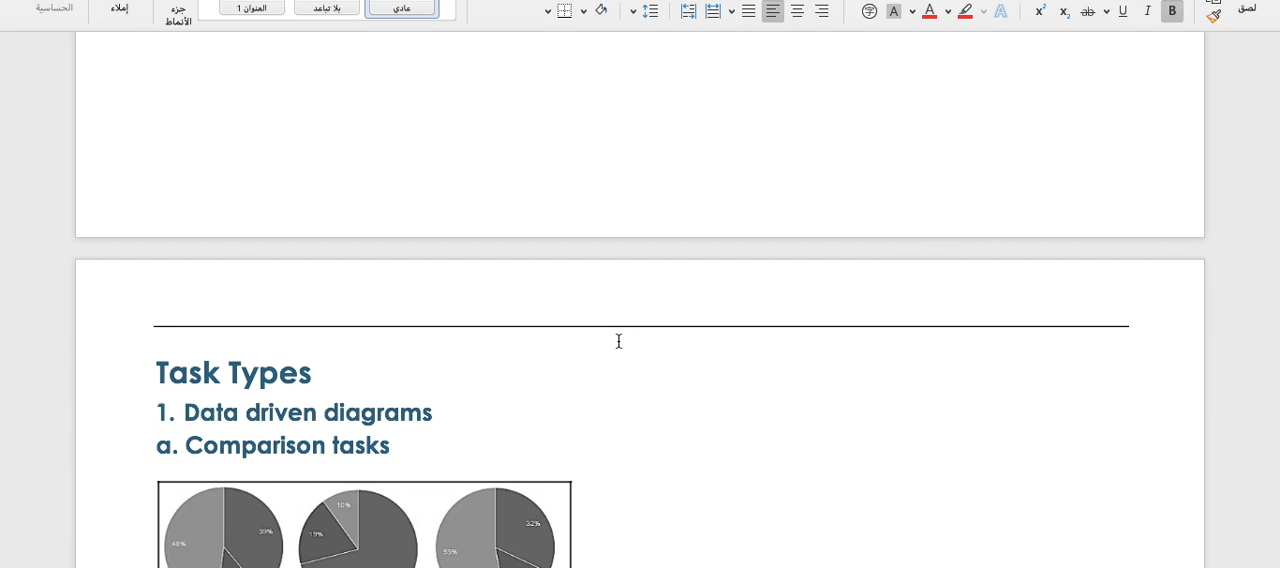 الحساسية
إملاء
جزء
الأنماط
العنوان 1
بلا تباعد
عادي
لصق
Task Types
1. Data driven diagrams
a. Comparison tasks
48%
39%
10%
19%
53%
32%